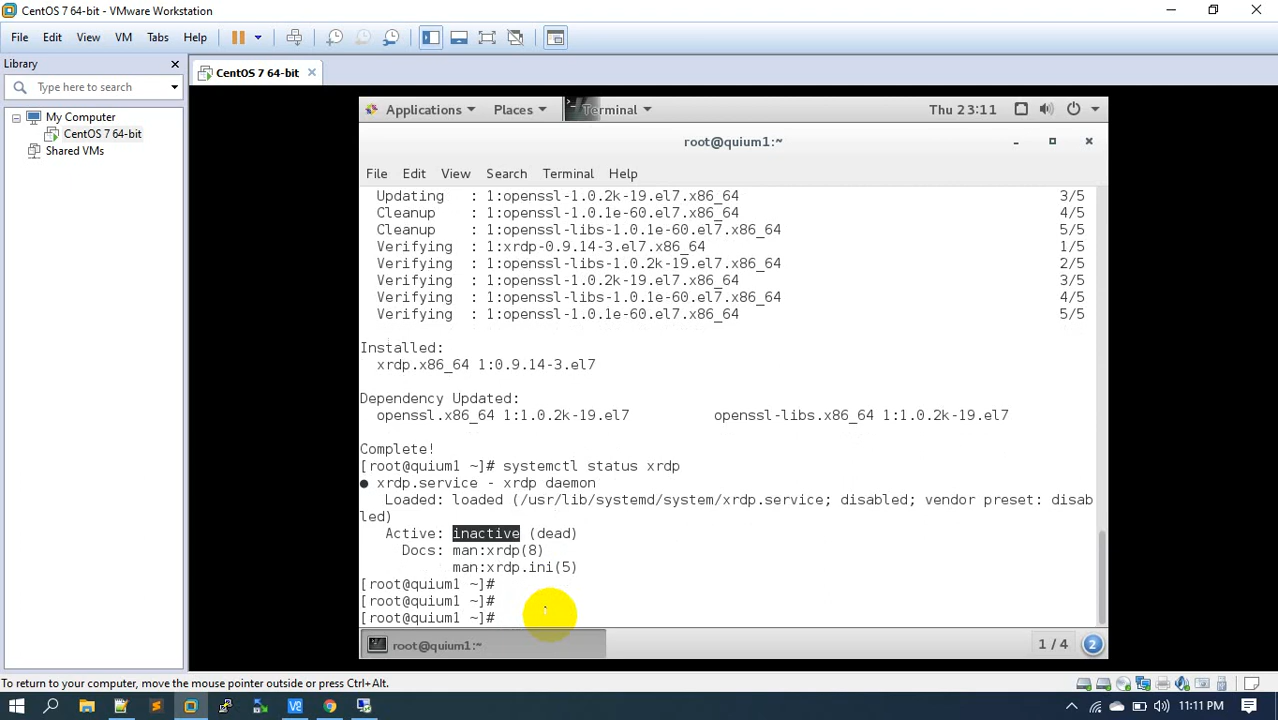 CentOS 7 64-bit - VMware Workstation
File Edit View VM Tabs Help
Library
Type here to search
My Computer
CentOS 7 64-bit
Shared VMs
CentOS 7 64-bit
Applications Places Terminal Thu 23:11
root@quium1:~
File Edit View Search Terminal Help
Updating : 1:openssl-1.0.2k-19.el7.x86_64 3/5
Cleanup : 1:openssl-1.0.1e-60.el7.x86_64 4/5
Cleanup : 1:openssl-libs-1.0.1e-60.el7.x86_64 5/5
Verifying : 1:xrdp-0.9.14-3.el7.x86_64 1/5
Verifying : 1:openssl-libs-1.0.2k-19.el7.x86_64 2/5
Verifying : 1:openssl-1.0.2k-19.el7.x86_64 3/5
Verifying : 1:openssl-libs-1.0.1e-60.el7.x86_64 4/5
Verifying : 1:openssl-1.0.1e-60.el7.x86_64 5/5
Installed:
xrdp.x86_64 1:0.9.14-3.el7
Dependency Updated:
openssl.x86_64 1:1.0.2k-19.el7 openssl-libs.x86_64 1:1.0.2k-19.el7
Complete!
[root@quium1 ~]# systemctl status xrdp
● xrdp.service - xrdp daemon
Loaded: loaded (/usr/lib/systemd/system/xrdp.service; disabled; vendor preset: disab
led)
Active: inactive (dead)
Docs: man:xrdp(8)
man:xrdp.ini(5)
[root@quium1 ~]#
[root@quium1 ~]#
[root@quium1 ~]#
root@quium1:~ 1 / 4 2
To return to your computer, move the mouse pointer outside or press Ctrl+Alt.
11:11 PM